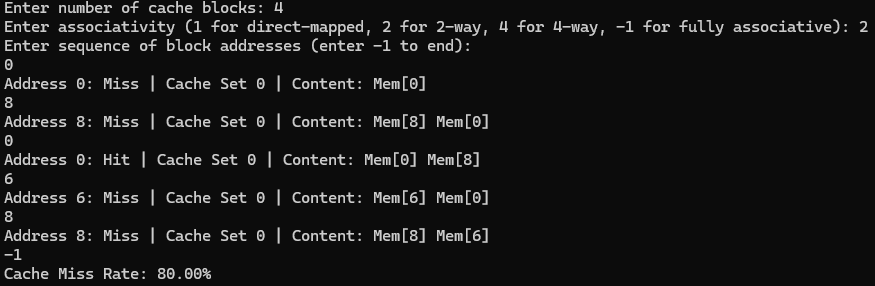 Enter number of cache blocks: 4
Enter associativity (1 for direct-mapped, 2 for 2-way, 4 for 4-way, -1 for fully associative): 2
Enter sequence of block addresses (enter -1 to end):
0
Address 0: Miss | Cache Set 0 | Content: Mem[0]
8
Address 8: Miss | Cache Set 0 | Content: Mem[8] Mem[0]
0
Address 0: Hit | Cache Set 0 | Content: Mem[0] Mem[8]
6
Address 6: Miss | Cache Set 0 | Content: Mem[6] Mem[0]
8
Address 8: Miss | Cache Set 0 | Content: Mem[8] Mem[6]
-1
Cache Miss Rate: 80.00%